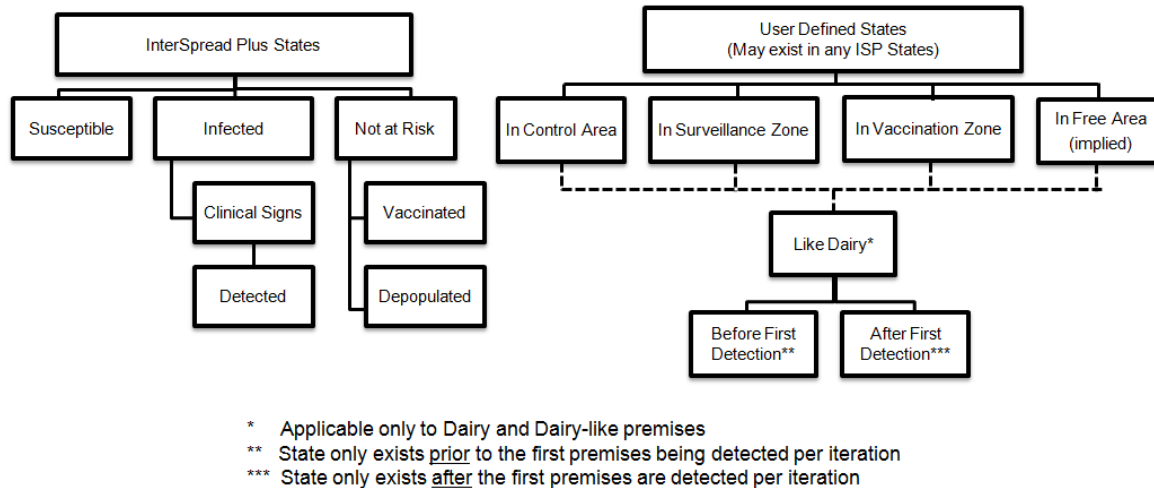 InterSpread Plus States
Susceptible
Infected
Not at Risk
Clinical Signs
Vaccinated
Detected
Depopulated
User Defined States
(May exist in any ISP States)
In Control Area
In Surveillance Zone
In Vaccination Zone
In Free Area
(implied)
Like Dairy*
Before First
Detection**
After First
Detection***
* Applicable only to Dairy and Dairy-like premises
** State only exists prior to the first premises being detected per iteration
*** State only exists after the first premises are detected per iteration